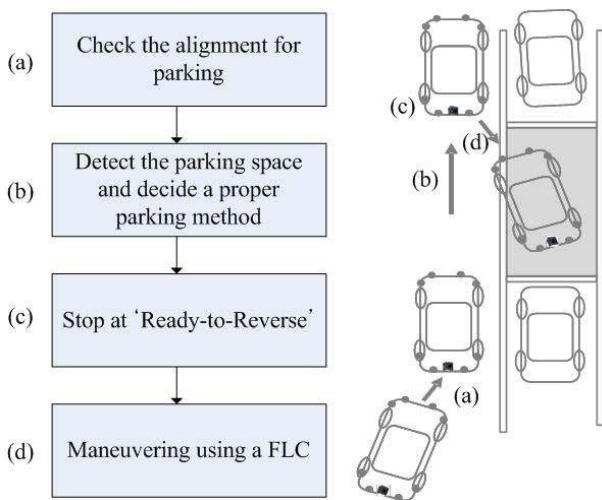 (a)
Check the alignment for
parking
(b)
Detect the parking space
and decide a proper
parking method
(c)
Stop at ‘Ready-to-Reverse’
(d)
Maneuvering using a FLC
(c)
(d)
(b)
(a)